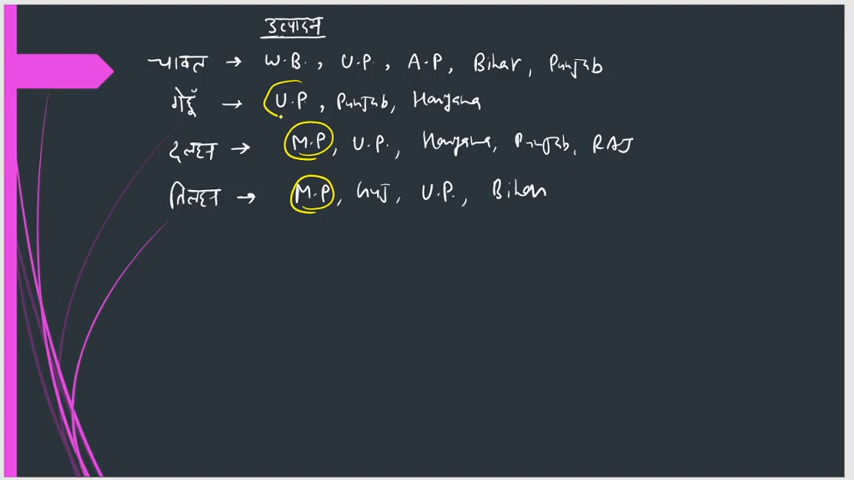 उत्पादन
चावल → W.B., U.P, A.P, Bihar, Punjab
गेहूँ → U.P, Punjab, Haryana
दलहन → M.P, U.P., Haryana, Punjab, RAJ
तिलहन → M.P, Guj, U.P., Bihar